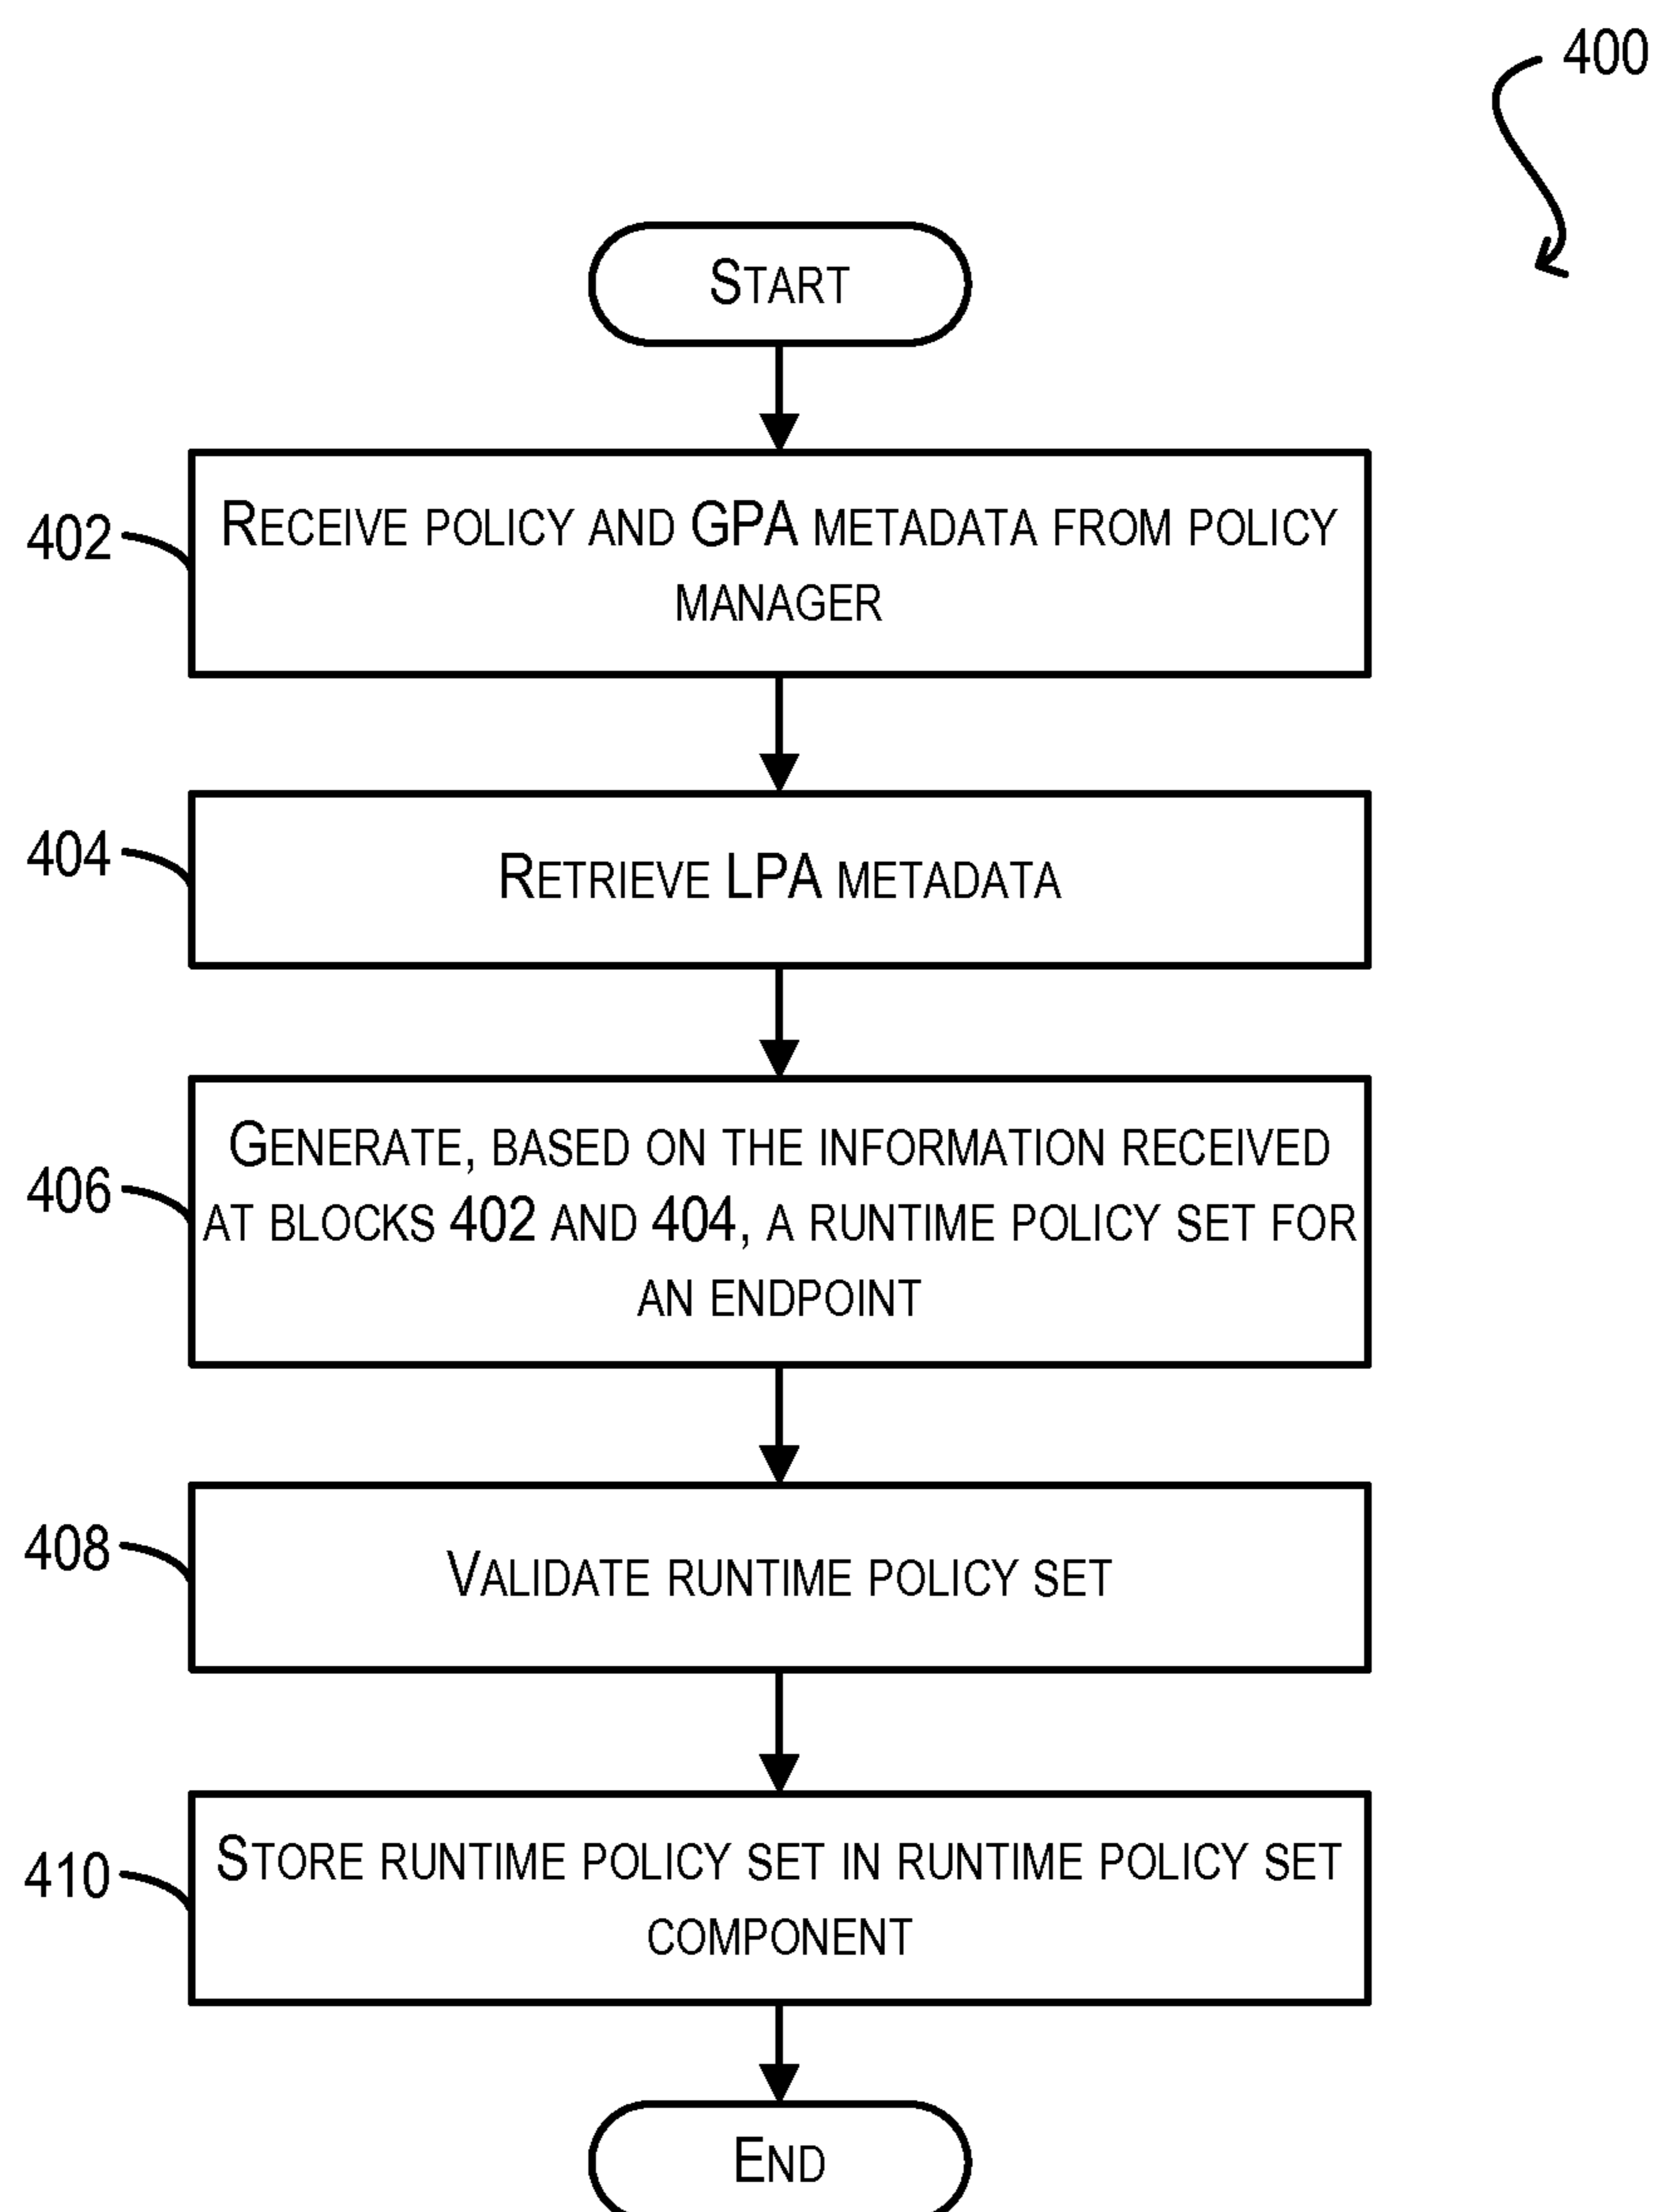 400
START
402
RECEIVE POLICY AND GPA METADATA FROM POLICY
MANAGER
404
RETRIEVE LPA METADATA
406
GENERATE, BASED ON THE INFORMATION RECEIVED
AT BLOCKS 402 AND 404, A RUNTIME POLICY SET FOR
AN ENDPOINT
408
VALIDATE RUNTIME POLICY SET
410
STORE RUNTIME POLICY SET IN RUNTIME POLICY SET
COMPONENT
END